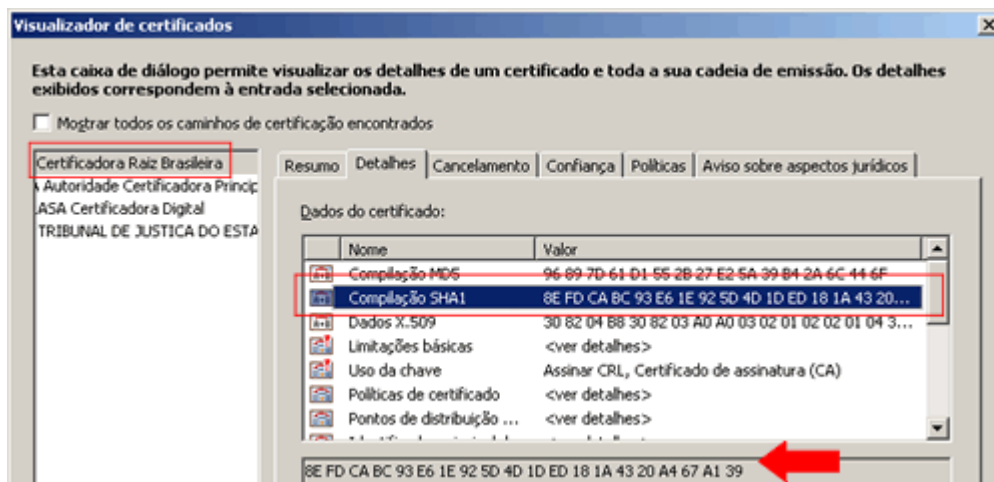 Visualizador de certificados
Esta caixa de diálogo permite visualizar os detalhes de um certificado e toda a sua cadeia de emissão. Os detalhes
exibidos correspondem à entrada selecionada.
Mostrar todos os caminhos de certificação encontrados
Certificadora Raiz Brasileira
Autoridade Certificadora Princip
ASA Certificadora Digital
TRIBUNAL DE JUSTICA DO ESTA
Resumo Detalhes Cancelamento Confiança Políticas Aviso sobre aspectos jurídicos
Dados do certificado:
Nome Valor
Compilação MD5 96 89 7D 61 D1 55 2B 27 E2 5A 39 B4 2A 6C 44 6F
Compilação SHA1 8E FD CA BC 93 E6 1E 92 5D 4D 1D ED 18 1A 43 20...
Dados X.509 30 82 04 B8 30 82 03 A0 A0 03 02 01 02 02 01 04 3...
Limitações básicas <ver detalhes>
Uso da chave Assinar CRL, Certificado de assinatura (CA)
Políticas de certificado <ver detalhes>
Pontos de distribuição ... <ver detalhes>
8E FD CA BC 93 E6 1E 92 5D 4D 1D ED 18 1A 43 20 A4 67 A1 39